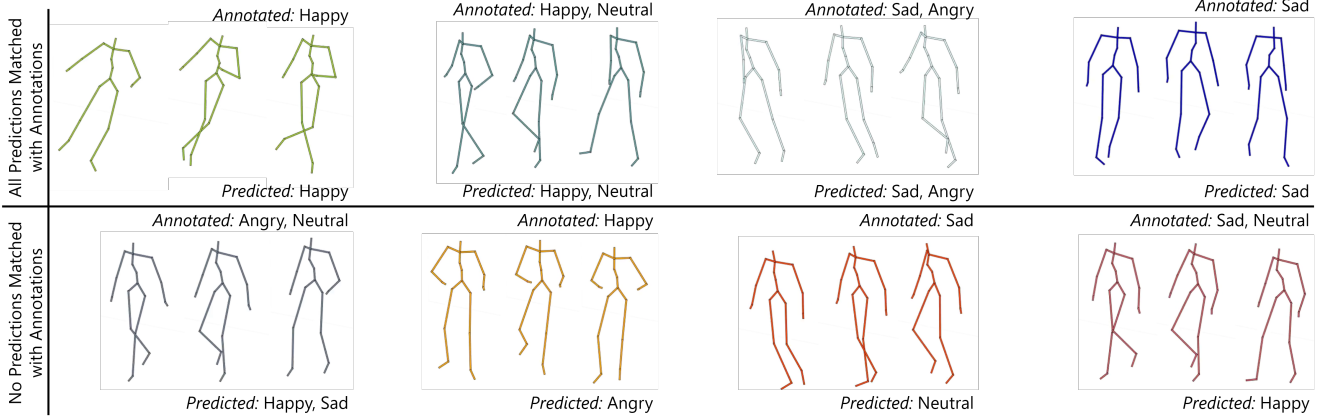 All Predictions Matched
with Annotations
Annotated: Happy
Predicted: Happy
Annotated: Happy, Neutral
Predicted: Happy, Neutral
Annotated: Sad, Angry
Predicted: Sad, Angry
Annotated: Sad
Predicted: Sad
No Predictions Matched
with Annotations
Annotated: Angry, Neutral
Predicted: Happy, Sad
Annotated: Happy
Predicted: Angry
Annotated: Sad
Predicted: Neutral
Annotated: Sad, Neutral
Predicted: Happy